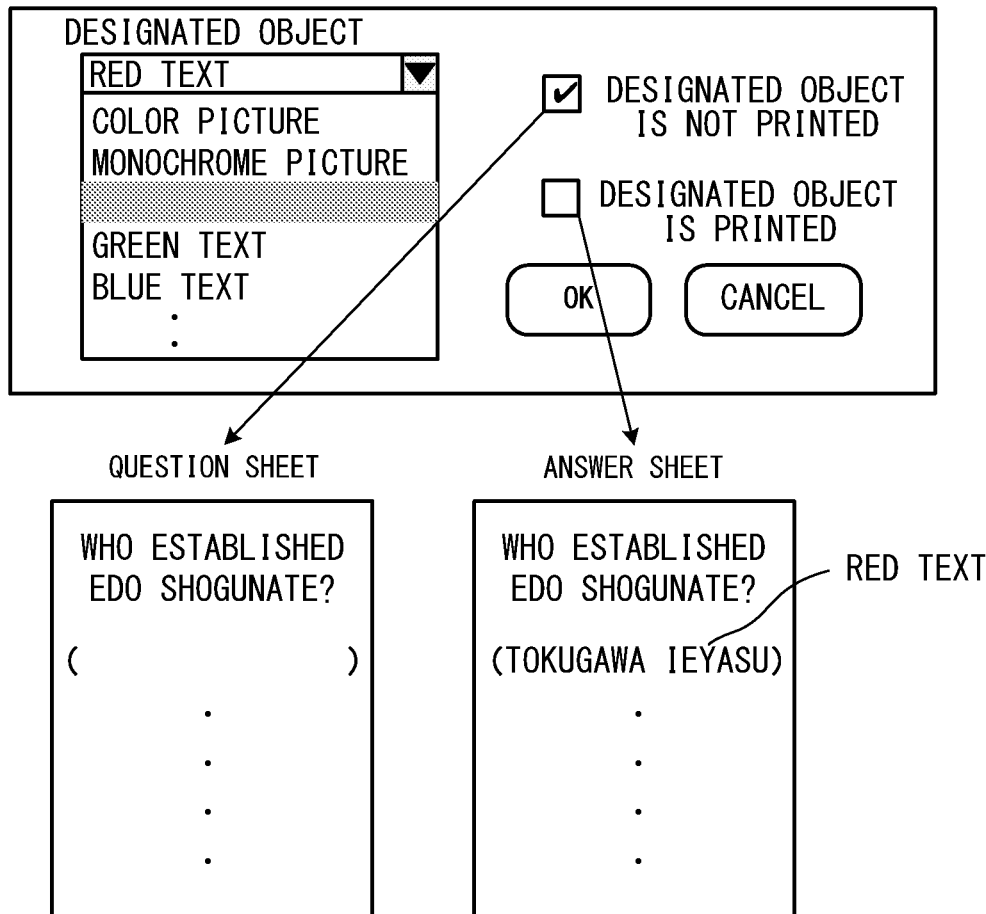 DESIGNATED OBJECT
RED TEXT
COLOR PICTURE
MONOCHROME PICTURE
GREEN TEXT
BLUE TEXT
DESIGNATED OBJECT
IS NOT PRINTED
DESIGNATED OBJECT
IS PRINTED
OK
CANCEL
QUESTION SHEET
WHO ESTABLISHED
EDO SHOGUNATE?
( )
ANSWER SHEET
WHO ESTABLISHED
EDO SHOGUNATE?
(TOKUGAWA IEYASU)
RED TEXT